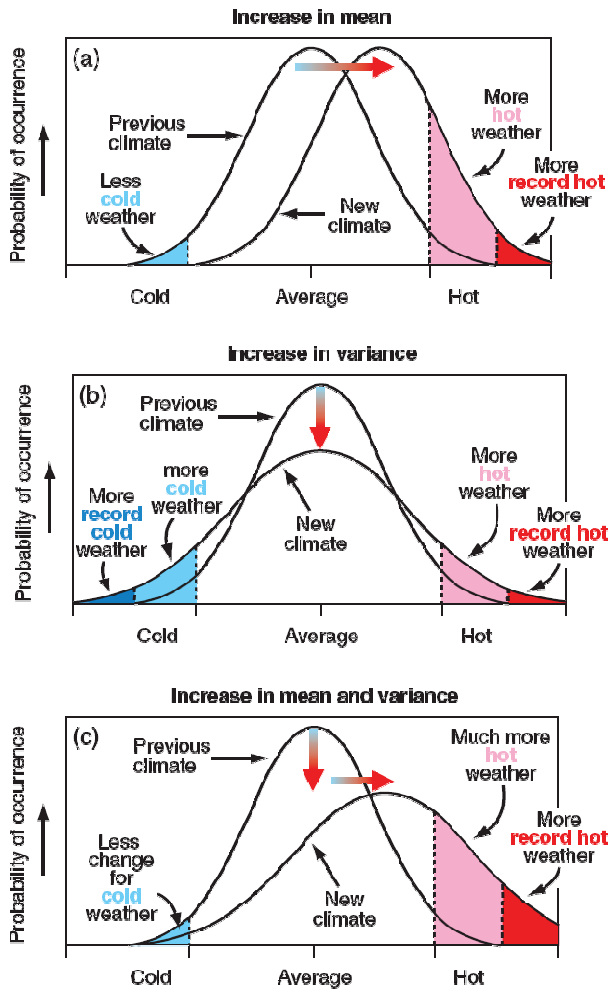 Increase in mean
(a)
Previous
climate
Less
cold
weather
New
climate
More
hot
weather
More
record hot
weather
Probability of occurrence
Cold
Average
Hot
Increase in variance
(b)
Previous
climate
more
cold
weather
More
record
cold
weather
New
climate
More
hot
weather
More
record hot
weather
Probability of occurrence
Cold
Average
Hot
Increase in mean and variance
(c)
Previous
climate
Much more
hot
weather
Less
change
for
cold
weather
New
climate
More
record hot
weather
Probability of occurrence
Cold
Average
Hot